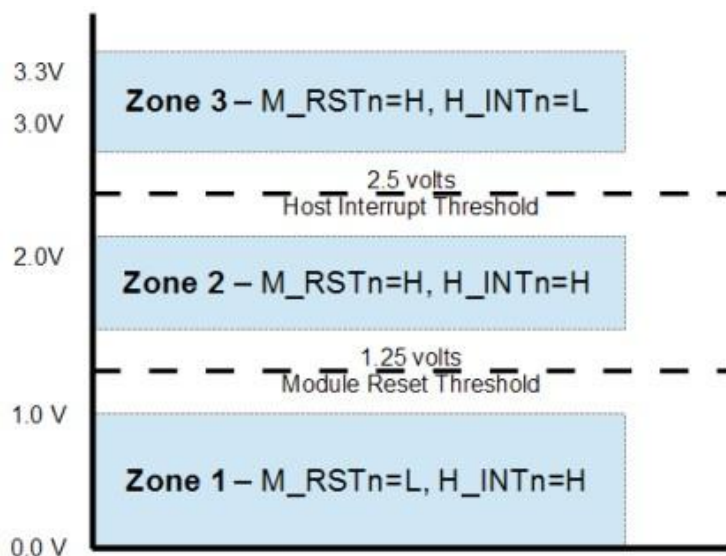 3.3V
Zone 3 – M_RSTn=H, H_INTn=L
3.0V
2.5 volts
Host Interrupt Threshold
2.0V
Zone 2 – M_RSTn=H, H_INTn=H
1.25 volts
Module Reset Threshold
1.0 V
Zone 1 – M_RSTn=L, H_INTn=H
0.0 V